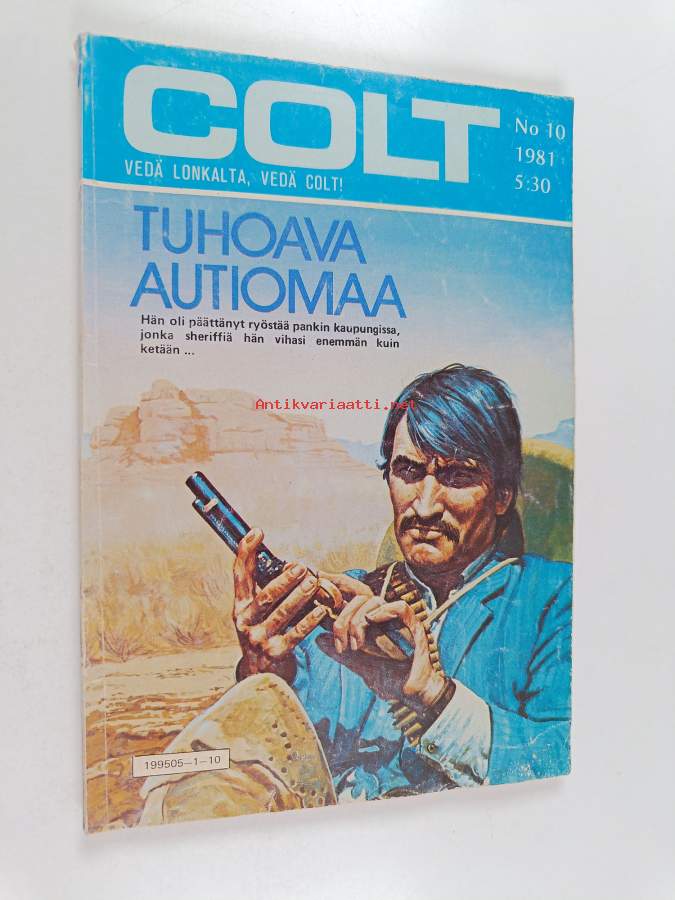 COLT
No 10
1981
5:30
VEDÄ LONKALTA, VEDÄ COLT!
TUHOAVA
AUTIOMAA
Hän oli päättänyt ryöstää pankin kaupungissa,
jonka sheriffiä hän vihasi enemmän kuin
ketään ...
Antikvariaatti.net
199505–1–10